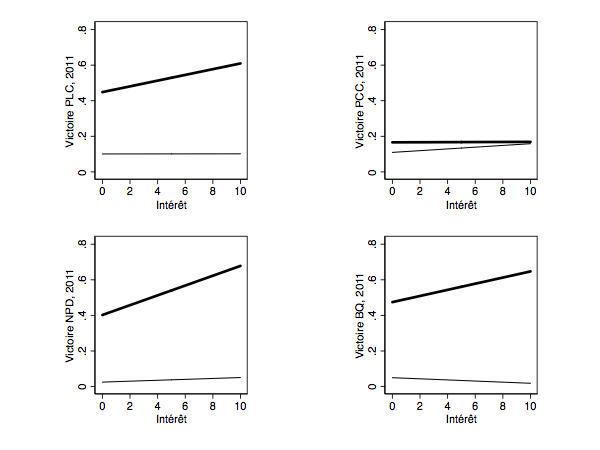 Victoire PLC, 2011
0 .2 .4 .6 .8
0 2 4 6 8 10
Intérêt
Victoire PCC, 2011
0 .2 .4 .6 .8
0 2 4 6 8 10
Intérêt
Victoire NPD, 2011
0 .2 .4 .6 .8
0 2 4 6 8 10
Intérêt
Victoire BQ, 2011
0 .2 .4 .6 .8
0 2 4 6 8 10
Intérêt